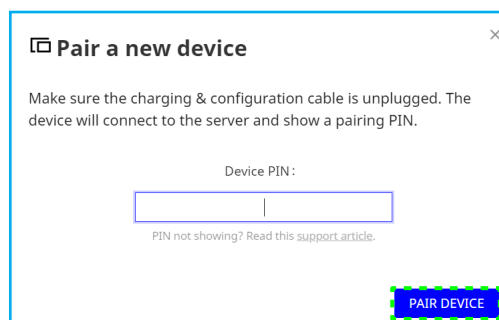 Pair a new device
Make sure the charging & configuration cable is unplugged. The
device will connect to the server and show a pairing PIN.
Device PIN:
PIN not showing? Read this support article.
PAIR DEVICE